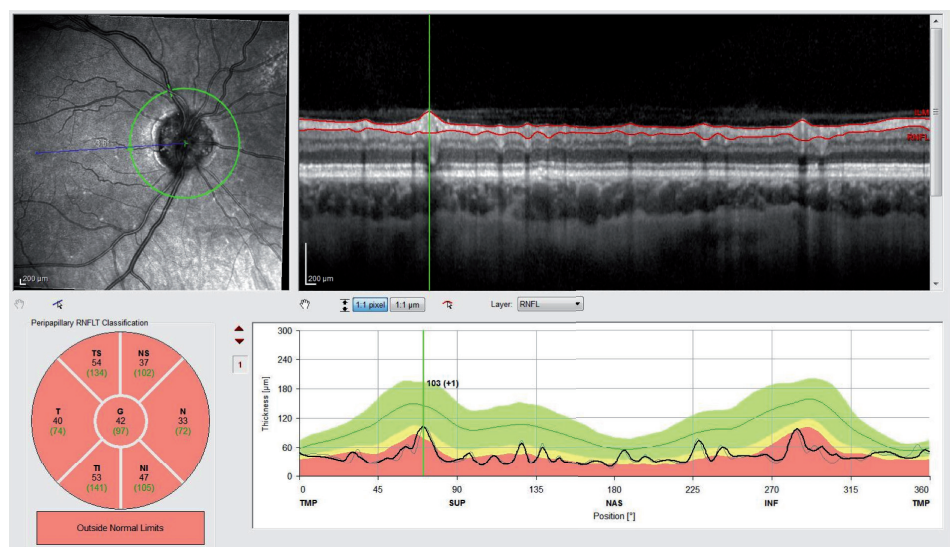 200 µm
RNFL
200 µm
1:1 pixel
1:1 µm
Layer:
RNFL
Peripapillary RNFLT Classification
TS
54
(134)
NS
37
(102)
T
40
(74)
G
42
(97)
N
33
(72)
TI
53
(141)
NI
47
(105)
Outside Normal Limits
1
Thickness [µm]
300
240
180
120
60
0
103 (+1)
0 45 90 135 180 225 270 315 360
TMP SUP NAS INF TMP
Position [°]